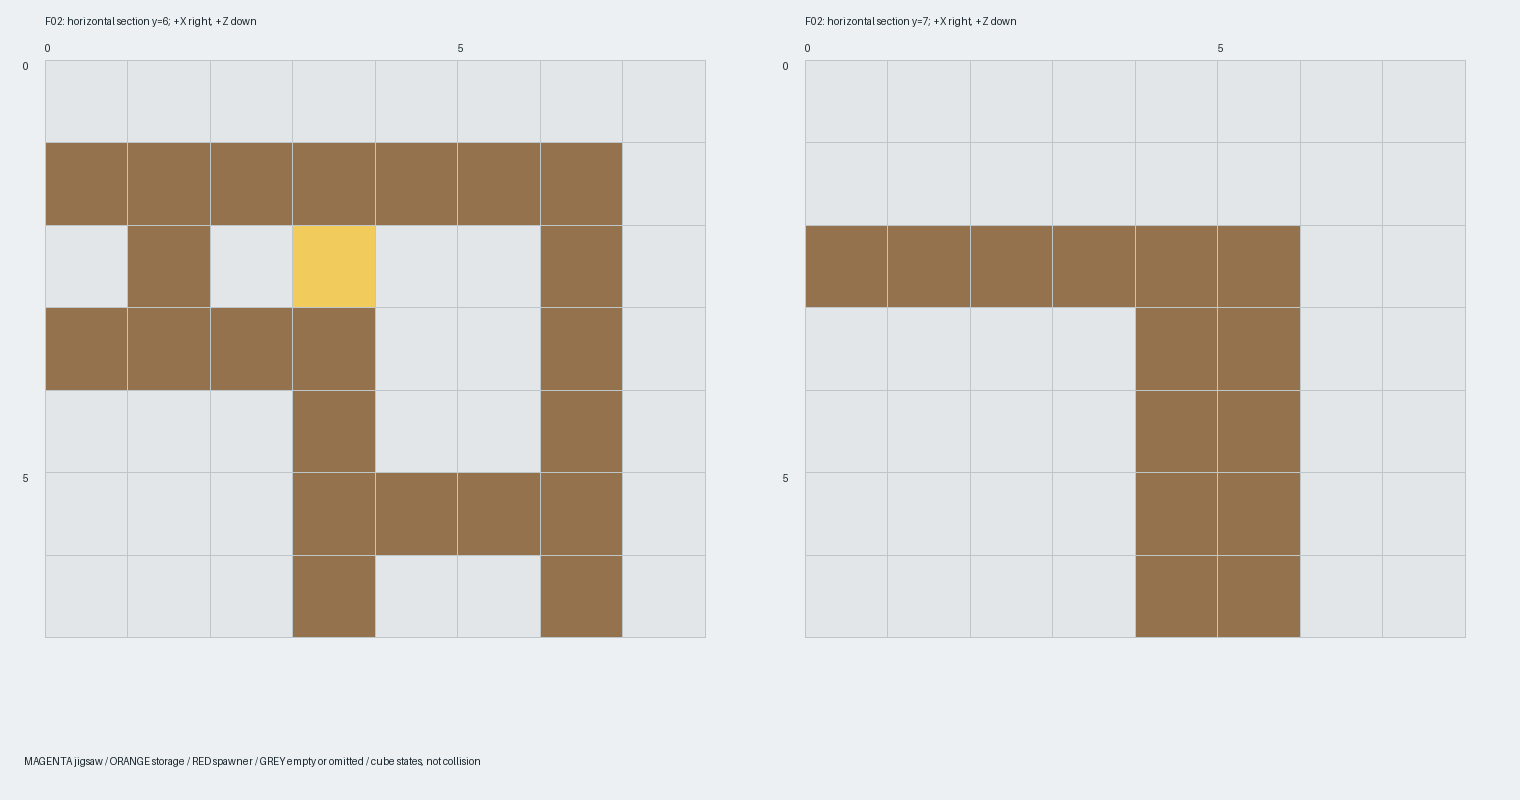 F02: horizontal section y=6; +X right, +Z down
F02: horizontal section y=7; +X right, +Z down
0 5
0 5
0
0
5
5
MAGENTA jigsaw / ORANGE storage / RED spawner / GREY empty or omitted / cube states, not collision